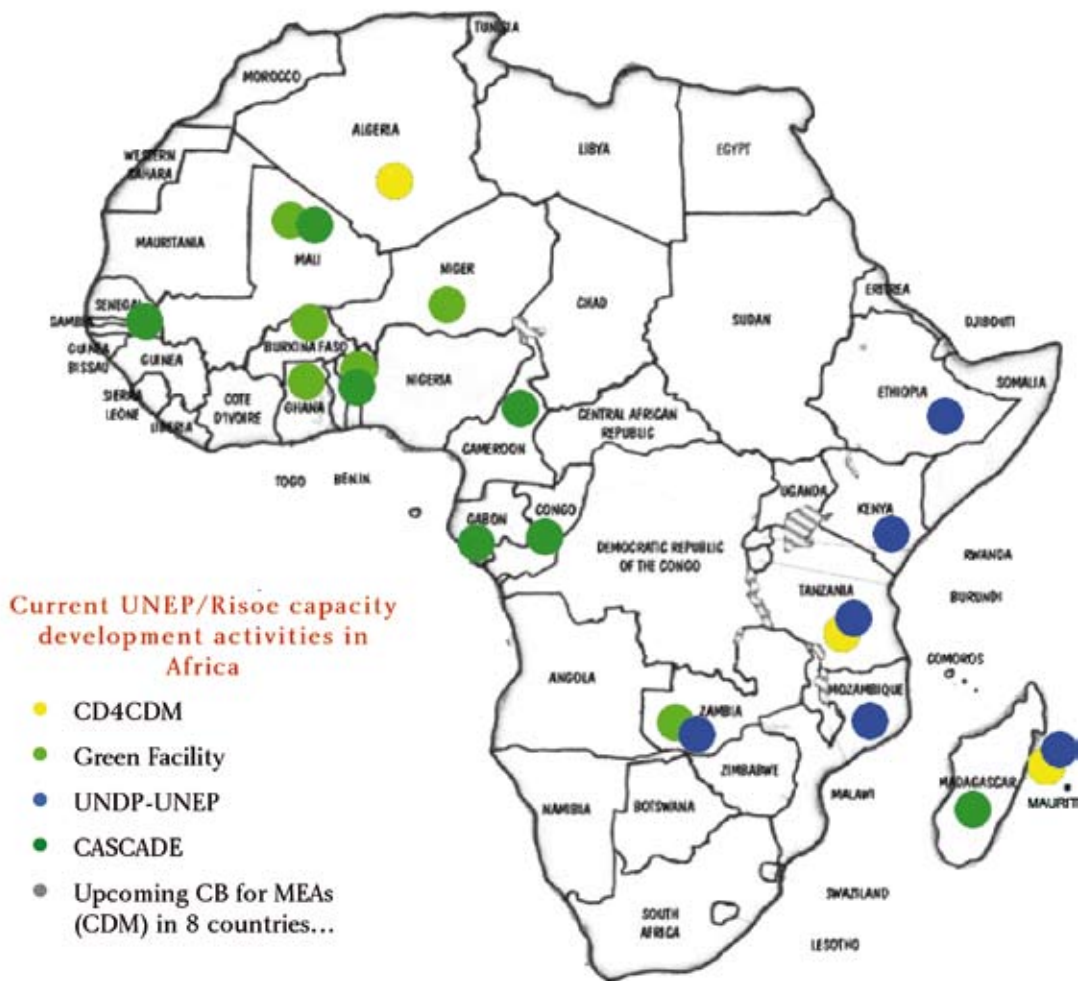 TUNISIA
MOROCCO
ALGERIA
LIBYA
EGYPT
WESTERN
SAHARA
MAURITANIA
MALI
NIGER
CHAD
SUDAN
ERITREA
DJIBOUTI
SENEGAL
GAMBIA
GUINEA
BISSAU
GUINEA
BURKINA FASO
NIGERIA
ETHIOPIA
SOMALIA
SIERRA
LEONE
COTE
D'IVOIRE
GHANA
LIBERIA
CENTRAL AFRICAN
REPUBLIC
CAMEROON
TOGO
BENIN
UGANDA
KENYA
GABON
CONGO
DEMOCRATIC REPUBLIC
OF THE CONGO
RWANDA
BURUNDI
TANZANIA
COMOROS
ANGOLA
ZAMBIA
MOZAMBIQUE
ZIMBABWE
MALAWI
MADAGASCAR
MAURITI
NAMIBIA
BOTSWANA
SWAZILAND
SOUTH
AFRICA
LESOTHO
Current UNEP/Risoe capacity
development activities in
Africa
CD4CDM
Green Facility
UNDP-UNEP
CASCADE
Upcoming CB for MEAs
(CDM) in 8 countries...